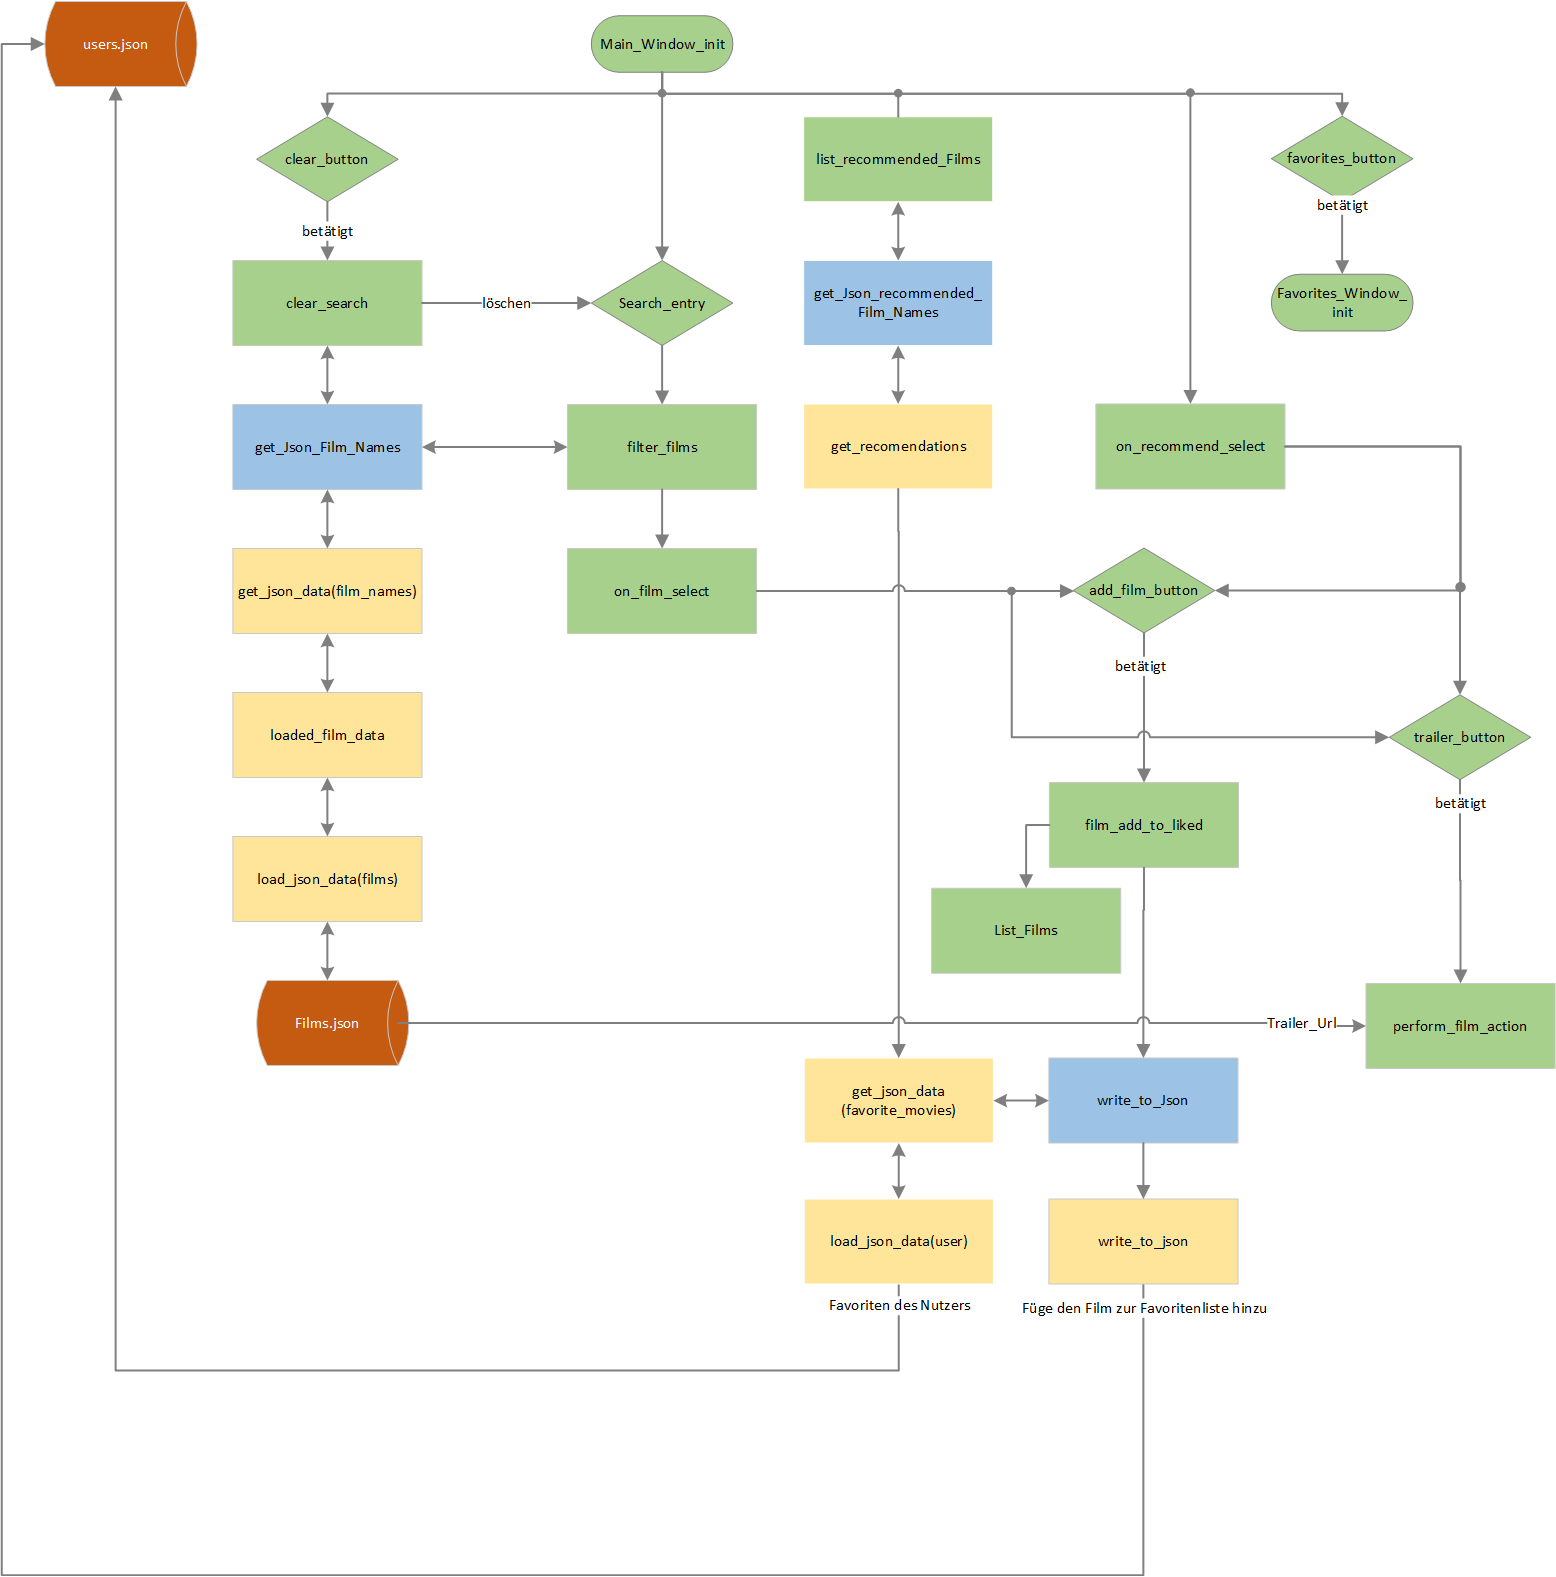 users.json
Main_Window_init
clear_button
list_recommended_Films
favorites_button
betätigt
betätigt
clear_search
löschen
Search_entry
get_Json_recommended_
Film_Names
Favorites_Window_
init
get_Json_Film_Names
filter_films
get_recomendations
on_recommend_select
get_json_data(film_names)
on_film_select
add_film_button
betätigt
loaded_film_data
trailer_button
betätigt
film_add_to_liked
load_json_data(films)
List_Films
Films.json
Trailer_Url
perform_film_action
get_json_data
(favorite_movies)
write_to_Json
load_json_data(user)
write_to_json
Favoriten des Nutzers
Füge den Film zur Favoritenliste hinzu